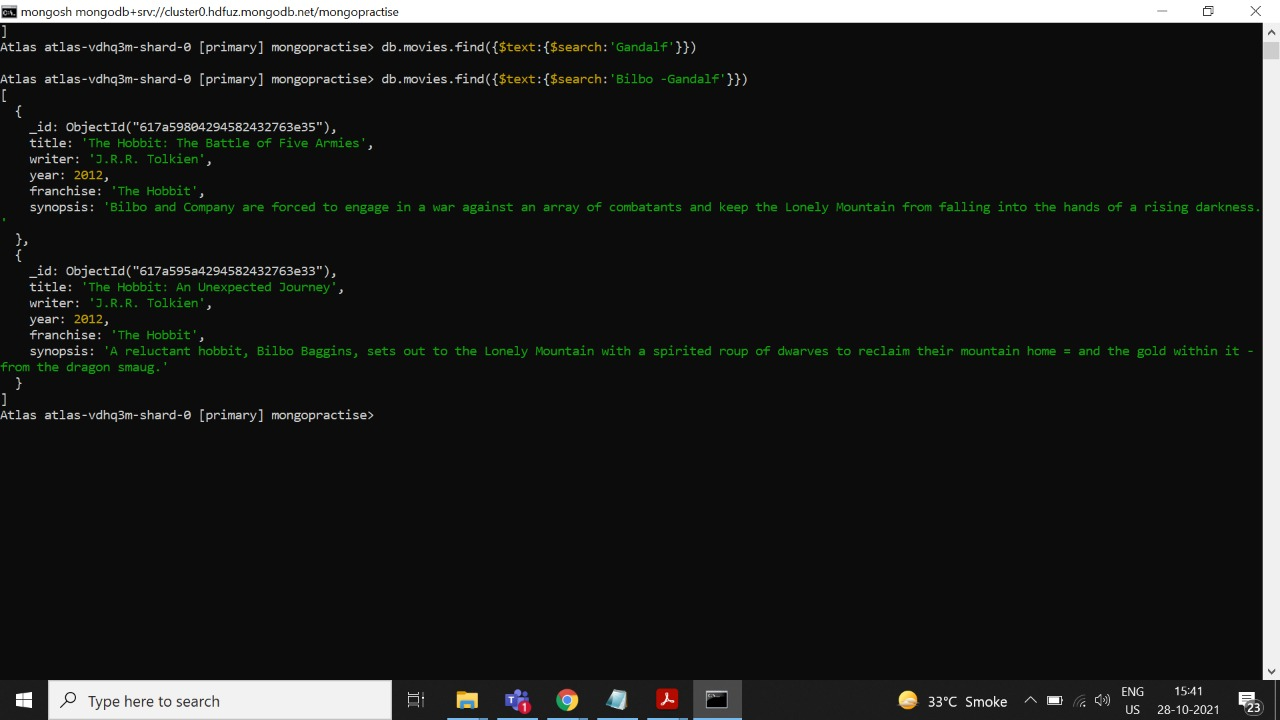 mongosh mongodb+srv://cluster0.hdfuz.mongodb.net/mongopractise
]
Atlas atlas-vdhq3m-shard-0 [primary] mongopractise> db.movies.find({$text:{$search:'Gandalf'}})
Atlas atlas-vdhq3m-shard-0 [primary] mongopractise> db.movies.find({$text:{$search:'Bilbo -Gandalf'}})
[
{
_id: ObjectId("617a59804294582432763e35"),
title: 'The Hobbit: The Battle of Five Armies',
writer: 'J.R.R. Tolkien',
year: 2012,
franchise: 'The Hobbit',
synopsis: 'Bilbo and Company are forced to engage in a war against an array of combatants and keep the Lonely Mountain from falling into the hands of a rising darkness.
'
},
{
_id: ObjectId("617a595a4294582432763e33"),
title: 'The Hobbit: An Unexpected Journey',
writer: 'J.R.R. Tolkien',
year: 2012,
franchise: 'The Hobbit',
synopsis: 'A reluctant hobbit, Bilbo Baggins, sets out to the Lonely Mountain with a spirited roup of dwarves to reclaim their mountain home = and the gold within it -
from the dragon smaug.'
}
]
Atlas atlas-vdhq3m-shard-0 [primary] mongopractise>
Type here to search
1
33°C Smoke
ENG
US
15:41
28-10-2021
23